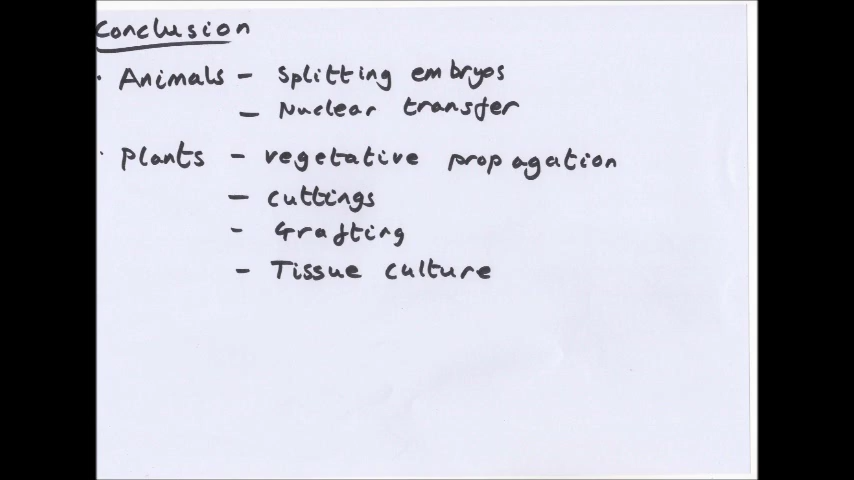 Conclusion
· Animals - Splitting embryos
- Nuclear transfer
· Plants - vegetative propagation
- cuttings
- Grafting
- Tissue culture